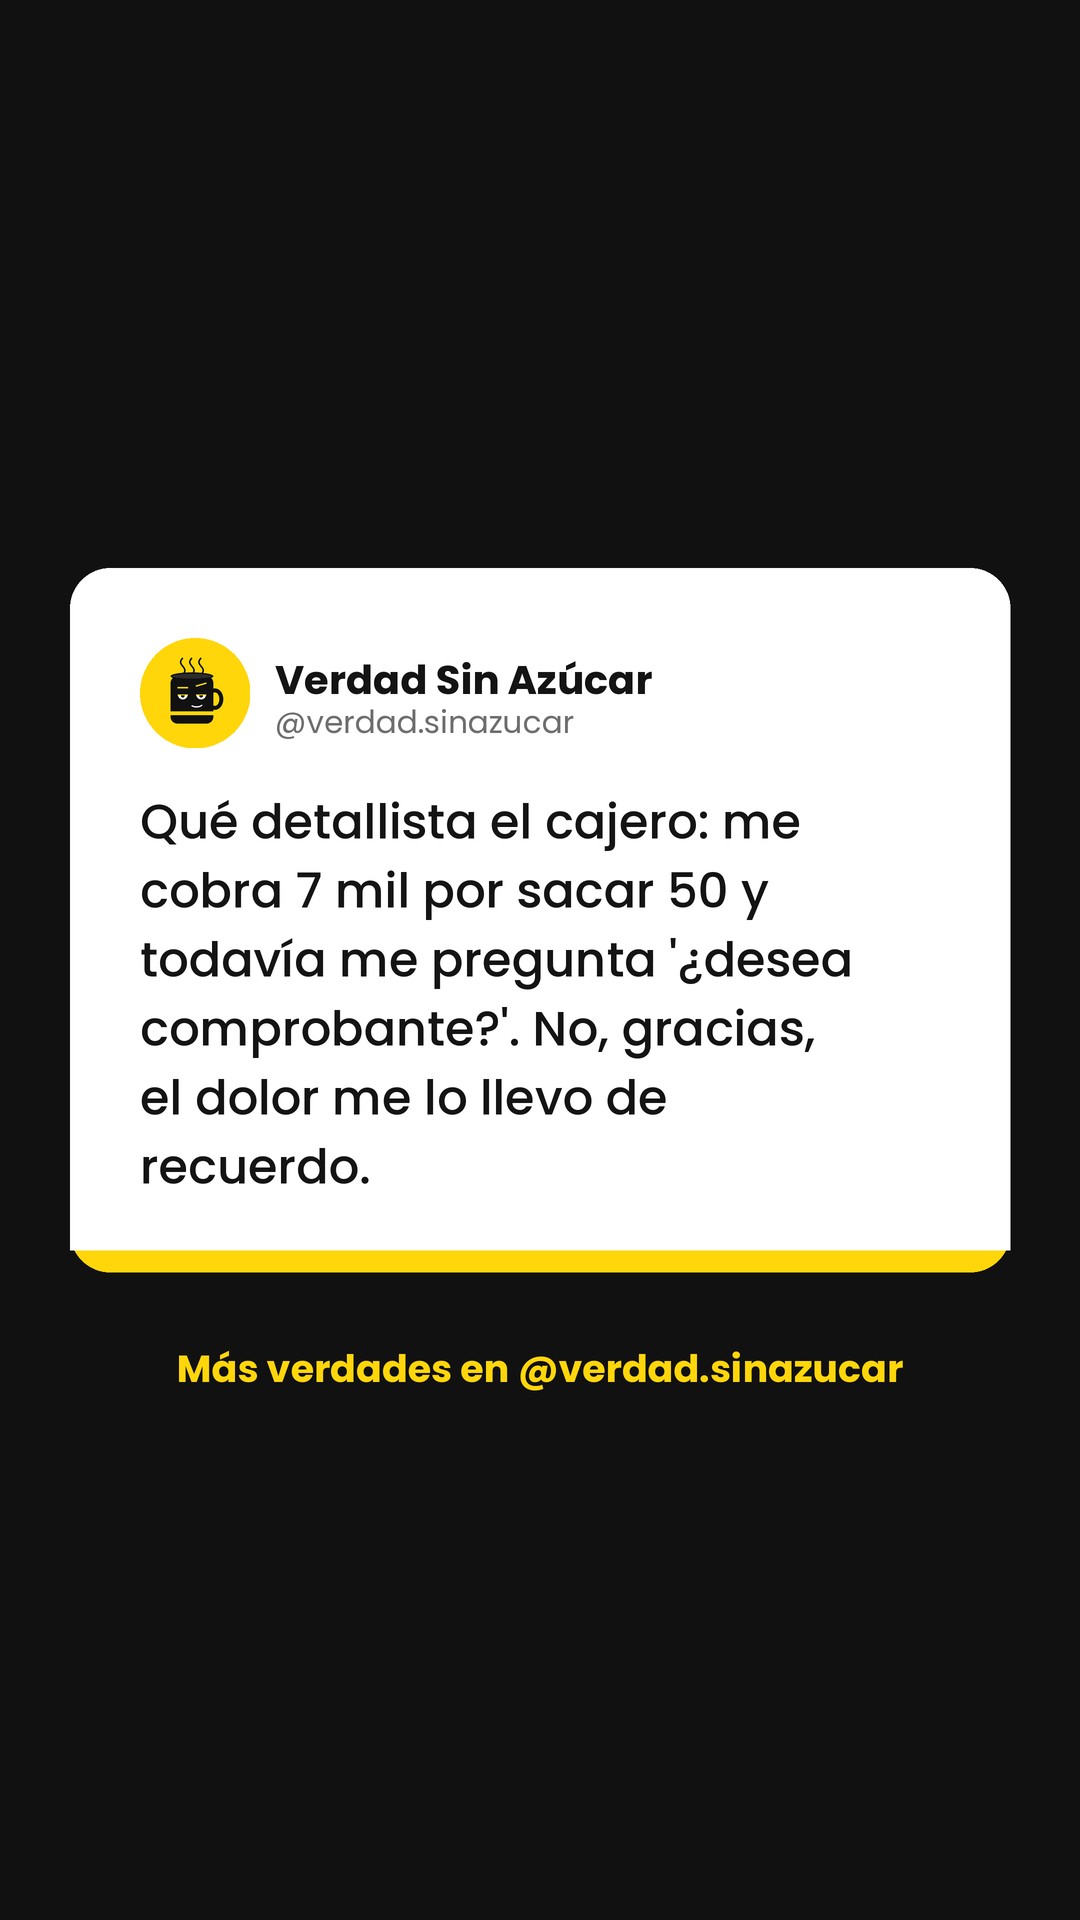 Verdad Sin Azúcar
@verdad.sinazucar
Qué detallista el cajero: me
cobra 7 mil por sacar 50 y
todavía me pregunta '¿desea
comprobante?'. No, gracias,
el dolor me lo llevo de
recuerdo.
Más verdades en @verdad.sinazucar